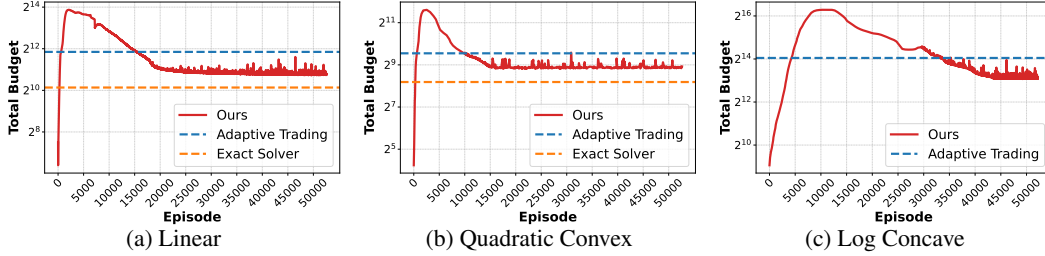 2^14
2^12
2^10
2^8
Total Budget
Ours
Adaptive Trading
Exact Solver
0
5000
10000
15000
20000
25000
30000
35000
40000
45000
50000
Episode
(a) Linear
2^11
2^9
2^7
2^5
Total Budget
Ours
Adaptive Trading
Exact Solver
0
5000
10000
15000
20000
25000
30000
35000
40000
45000
50000
Episode
(b) Quadratic Convex
2^16
2^14
2^12
2^10
Total Budget
Ours
Adaptive Trading
0
5000
10000
15000
20000
25000
30000
35000
40000
45000
50000
Episode
(c) Log Concave